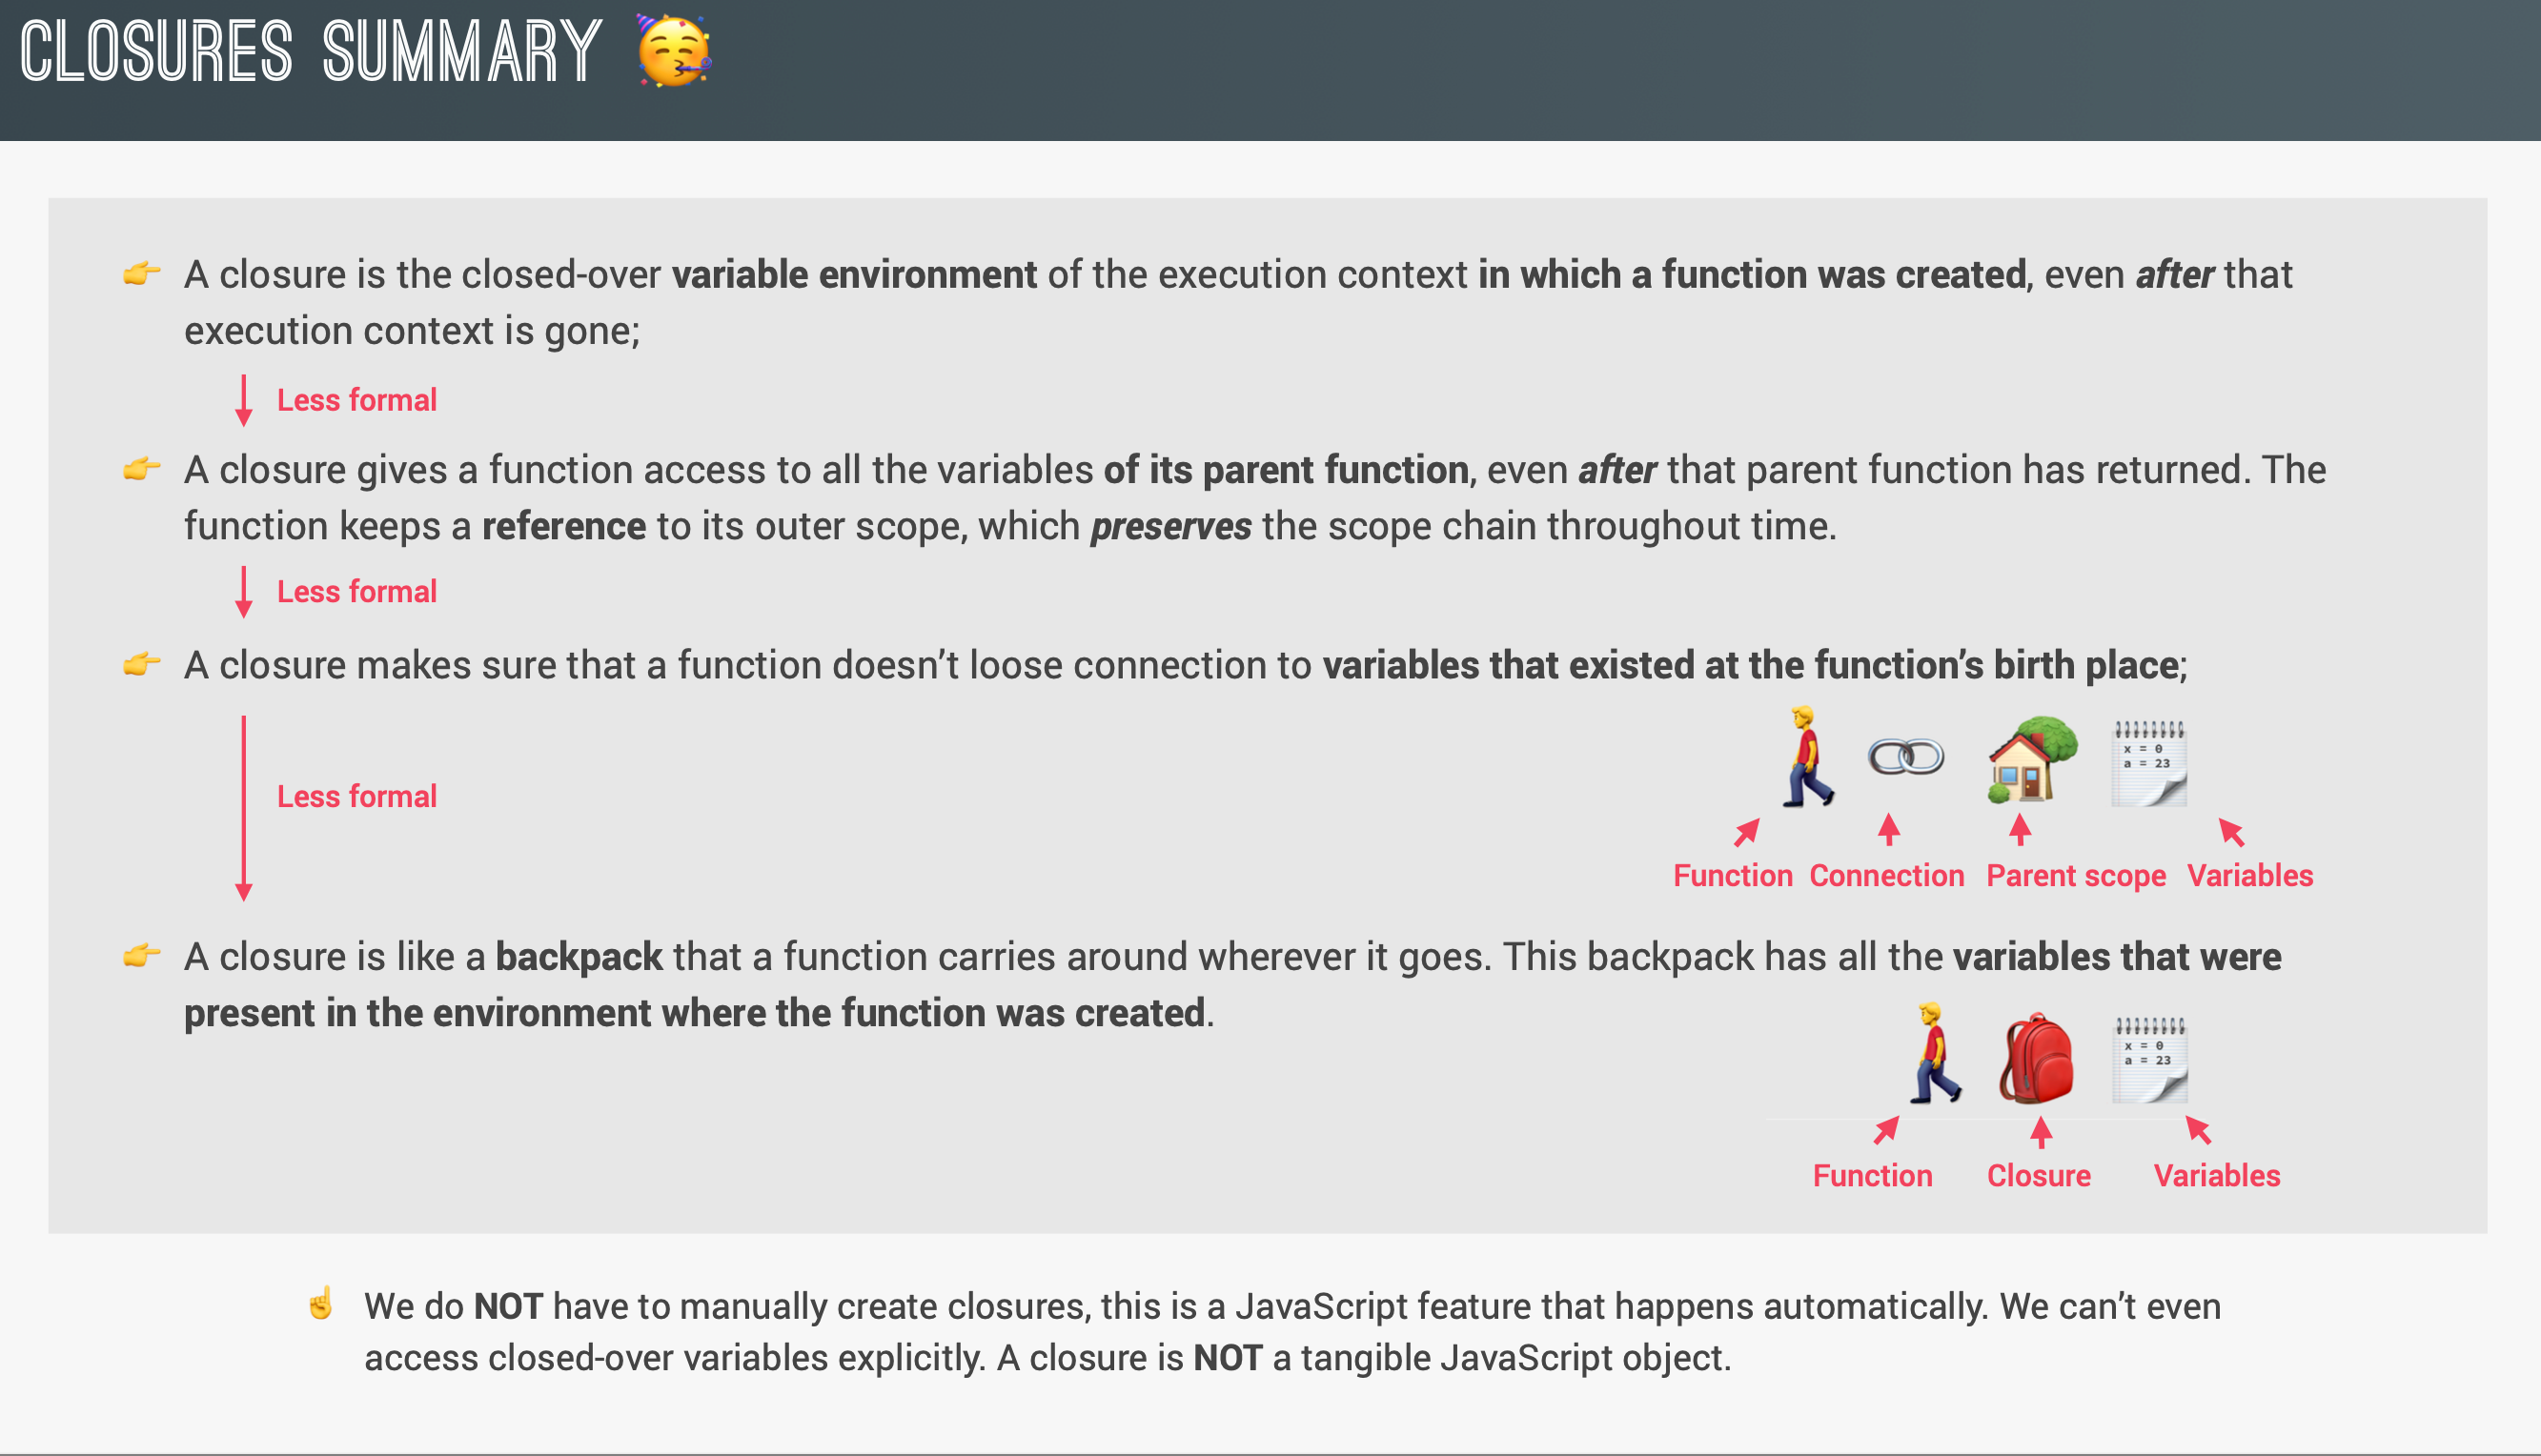 CLOSURES SUMMARY 🥳
👉 A closure is the closed-over variable environment of the execution context in which a function was created, even after that
execution context is gone;
Less formal
👉 A closure gives a function access to all the variables of its parent function, even after that parent function has returned. The
function keeps a reference to its outer scope, which preserves the scope chain throughout time.
Less formal
👉 A closure makes sure that a function doesn’t loose connection to variables that existed at the function’s birth place;
x = 0
a = 23
Less formal
Function Connection Parent scope Variables
👉 A closure is like a backpack that a function carries around wherever it goes. This backpack has all the variables that were
present in the environment where the function was created.
x = 0
a = 23
Function Closure Variables
☝️ We do NOT have to manually create closures, this is a JavaScript feature that happens automatically. We can’t even
access closed-over variables explicitly. A closure is NOT a tangible JavaScript object.